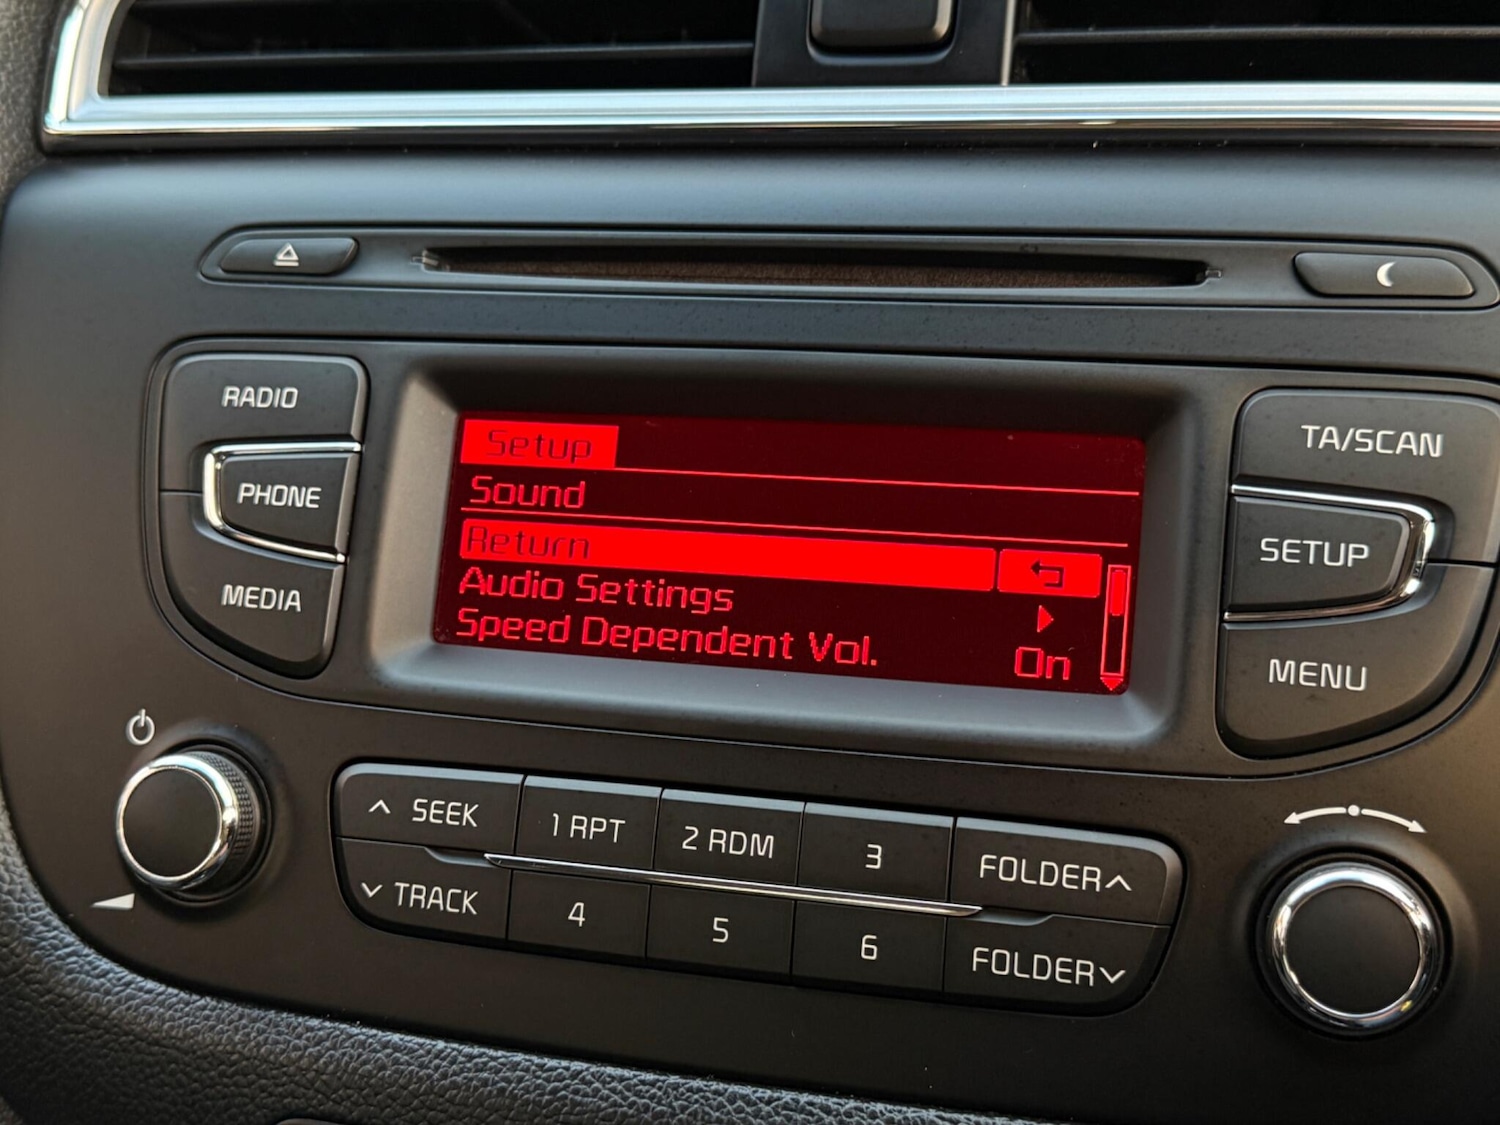 RADIO
PHONE
MEDIA
Setup
Sound
Return
Audio Settings
Speed Dependent Vol. On
TA/SCAN
SETUP
MENU
SEEK
1 RPT
2 RDM
3
FOLDER
TRACK
4
5
6
FOLDER